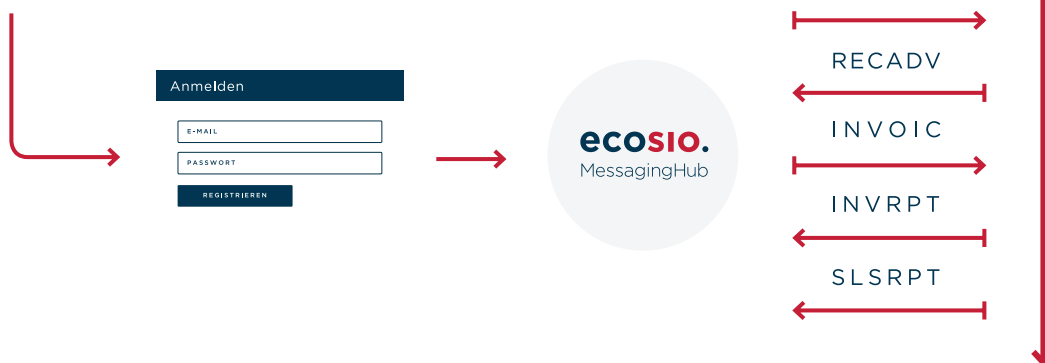 Anmelden
E-MAIL
PASSWORT
REGISTRIEREN
ecosio.
MessagingHub
RECADV
INVOIC
INVRPT
SLSRPT